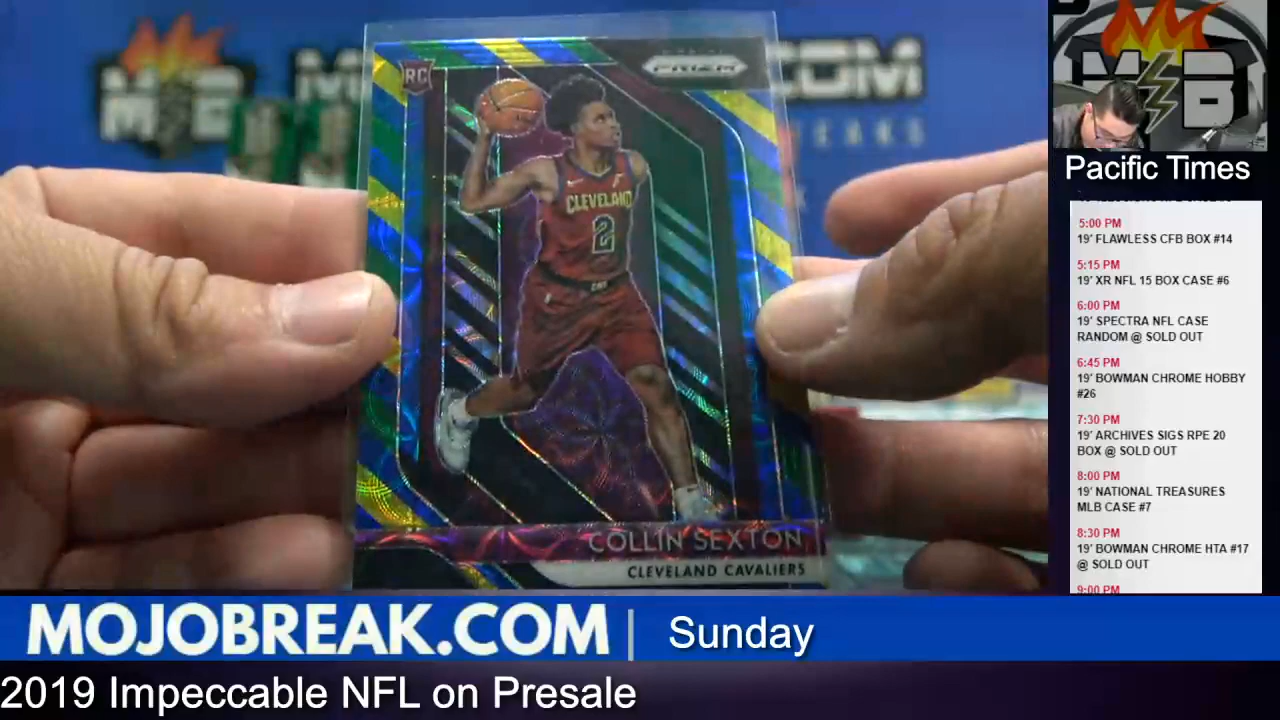 RC
PRIZM
CLEVELAND
2
COLLIN SEXTON
CLEVELAND CAVALIERS
Pacific Times
5:00 PM
19' FLAWLESS CFB BOX #14
5:15 PM
19' XR NFL 15 BOX CASE #6
6:00 PM
19' SPECTRA NFL CASE
RANDOM @ SOLD OUT
6:45 PM
19' BOWMAN CHROME HOBBY
#26
7:30 PM
19' ARCHIVES SIGS RPE 20
BOX @ SOLD OUT
8:00 PM
19' NATIONAL TREASURES
MLB CASE #7
8:30 PM
19' BOWMAN CHROME HTA #17
@ SOLD OUT
9:00 PM
MOJOBREAK.COM | Sunday
2019 Impeccable NFL on Presale